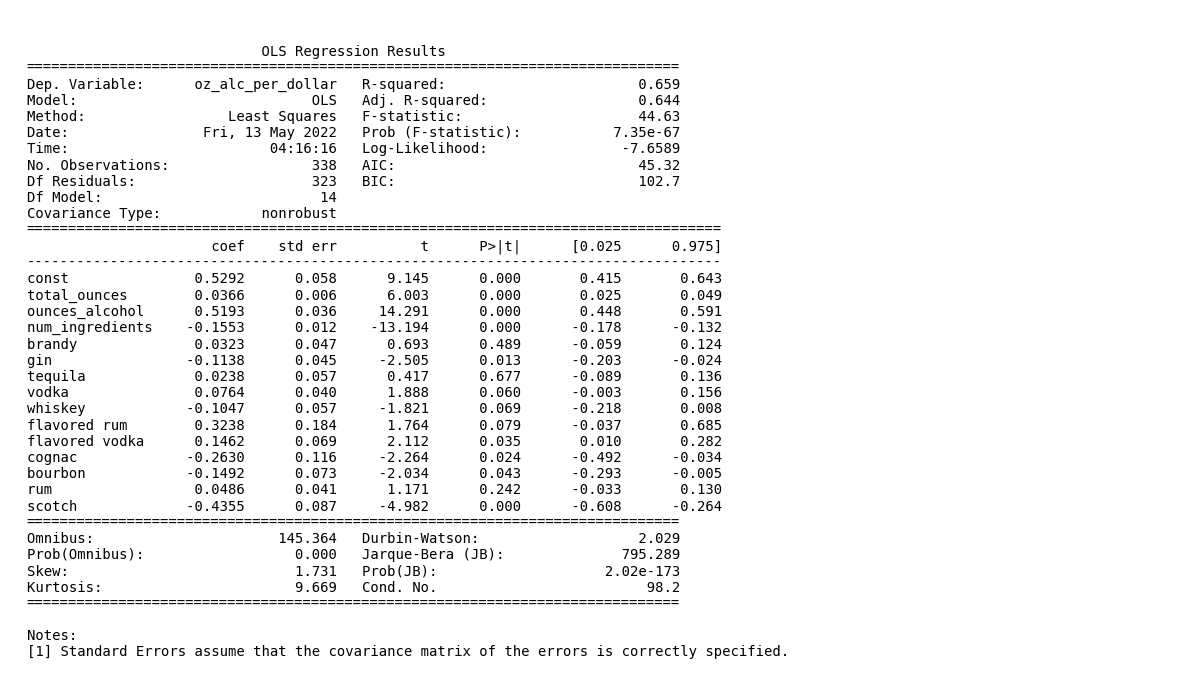 OLS Regression Results
==============================================================================
Dep. Variable:      oz_alc_per_dollar   R-squared:                       0.659
Model:                            OLS   Adj. R-squared:                  0.644
Method:                 Least Squares   F-statistic:                     44.63
Date:                Fri, 13 May 2022   Prob (F-statistic):           7.35e-67
Time:                        04:16:16   Log-Likelihood:                -7.6589
No. Observations:                 338   AIC:                             45.32
Df Residuals:                     323   BIC:                             102.7
Df Model:                          14
Covariance Type:            nonrobust
===================================================================================
                      coef    std err          t      P>|t|      [0.025      0.975]
-----------------------------------------------------------------------------------
const               0.5292      0.058      9.145      0.000       0.415       0.643
total_ounces        0.0366      0.006      6.003      0.000       0.025       0.049
ounces_alcohol      0.5193      0.036     14.291      0.000       0.448       0.591
num_ingredients    -0.1553      0.012    -13.194      0.000      -0.178      -0.132
brandy              0.0323      0.047      0.693      0.489      -0.059       0.124
gin                -0.1138      0.045     -2.505      0.013      -0.203      -0.024
tequila             0.0238      0.057      0.417      0.677      -0.089       0.136
vodka               0.0764      0.040      1.888      0.060      -0.003       0.156
whiskey            -0.1047      0.057     -1.821      0.069      -0.218       0.008
flavored rum        0.3238      0.184      1.764      0.079      -0.037       0.685
flavored vodka      0.1462      0.069      2.112      0.035       0.010       0.282
cognac             -0.2630      0.116     -2.264      0.024      -0.492      -0.034
bourbon            -0.1492      0.073     -2.034      0.043      -0.293      -0.005
rum                 0.0486      0.041      1.171      0.242      -0.033       0.130
scotch             -0.4355      0.087     -4.982      0.000      -0.608      -0.264
==============================================================================
Omnibus:                      145.364   Durbin-Watson:                   2.029
Prob(Omnibus):                  0.000   Jarque-Bera (JB):              795.289
Skew:                           1.731   Prob(JB):                    2.02e-173
Kurtosis:                       9.669   Cond. No.                         98.2
==============================================================================
Notes:
[1] Standard Errors assume that the covariance matrix of the errors is correctly specified.